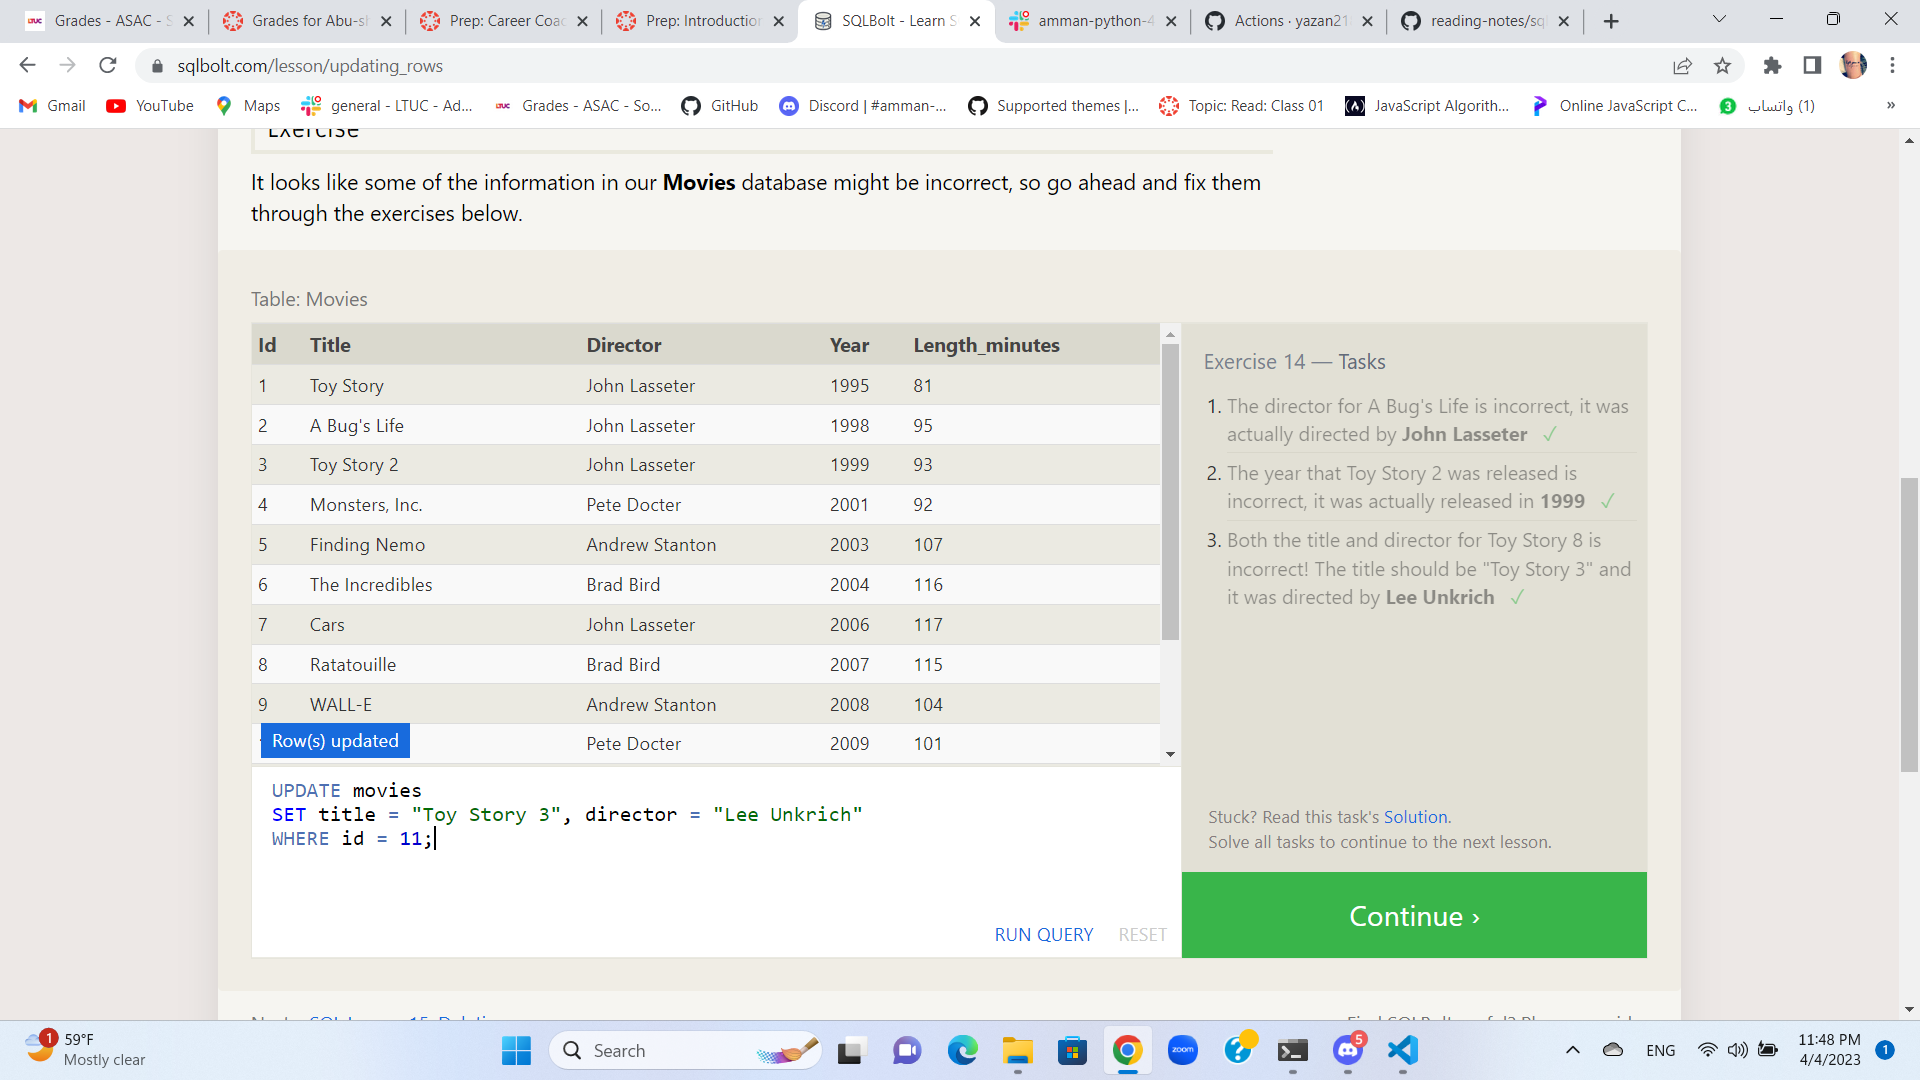 Grades - ASAC - S
Grades for Abu-sh
Prep: Career Coac
Prep: Introduction
SQLBolt - Learn S
amman-python-4
Actions · yazan21
reading-notes/sql
sqlbolt.com/lesson/updating_rows
Gmail
YouTube
Maps
general - LTUC - Ad...
LTUC
Grades - ASAC - So...
GitHub
Discord | #amman-...
Supported themes |...
Topic: Read: Class 01
JavaScript Algorith...
Online JavaScript C...
3
واتساب (1)
»
Exercise
It looks like some of the information in our Movies database might be incorrect, so go ahead and fix them
through the exercises below.
Table: Movies
Id Title Director Year Length_minutes
1 Toy Story John Lasseter 1995 81
2 A Bug's Life John Lasseter 1998 95
3 Toy Story 2 John Lasseter 1999 93
4 Monsters, Inc. Pete Docter 2001 92
5 Finding Nemo Andrew Stanton 2003 107
6 The Incredibles Brad Bird 2004 116
7 Cars John Lasseter 2006 117
8 Ratatouille Brad Bird 2007 115
9 WALL-E Andrew Stanton 2008 104
Pete Docter 2009 101
Row(s) updated
UPDATE movies
SET title = "Toy Story 3", director = "Lee Unkrich"
WHERE id = 11;
RUN QUERY RESET
Exercise 14 — Tasks
1. The director for A Bug's Life is incorrect, it was
actually directed by John Lasseter ✓
2. The year that Toy Story 2 was released is
incorrect, it was actually released in 1999 ✓
3. Both the title and director for Toy Story 8 is
incorrect! The title should be "Toy Story 3" and
it was directed by Lee Unkrich ✓
Stuck? Read this task's Solution.
Solve all tasks to continue to the next lesson.
Continue ›
1
59°F
Mostly clear
Search
zoom
5
ENG
11:48 PM
4/4/2023
1